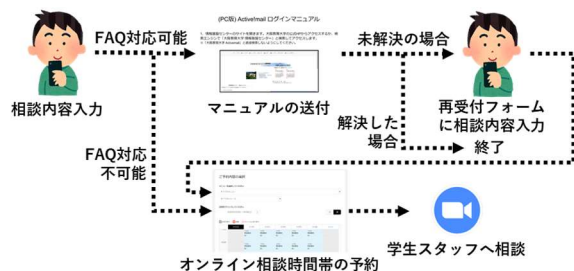 (PC版) Active!mail ログインマニュアル
FAQ対応可能
未解決の場合
相談内容入力
マニュアルの送付
再受付フォーム
に相談内容入力
解決した
場合
終了
FAQ対応
不可能
学生スタッフへ相談
オンライン相談時間帯の予約